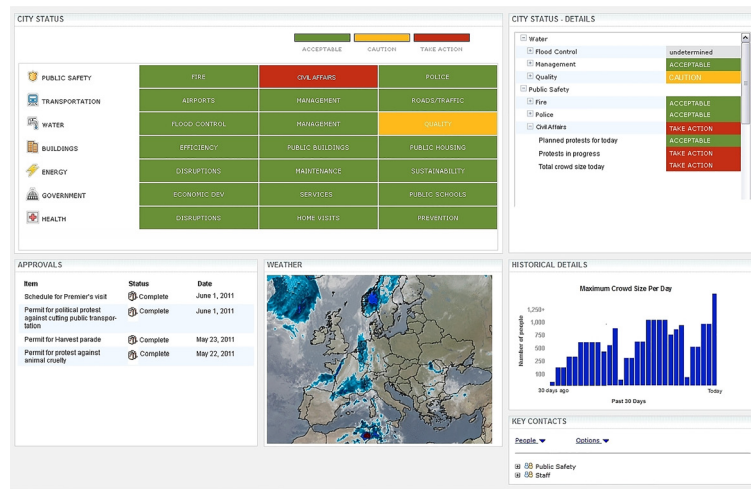 CITY STATUS
ACCEPTABLE CAUTION TAKE ACTION
PUBLIC SAFETY FIRE CIVIL AFFAIRS POLICE
TRANSPORTATION AIRPORTS MANAGEMENT ROADS/TRAFFIC
WATER FLOOD CONTROL MANAGEMENT QUALITY
BUILDINGS EFFICIENCY PUBLIC BUILDINGS PUBLIC HOUSING
ENERGY DISRUPTIONS MAINTENANCE SUSTAINABILITY
GOVERNMENT ECONOMIC DEV SERVICES PUBLIC SCHOOLS
HEALTH DISRUPTIONS HOME VISITS PREVENTION
CITY STATUS - DETAILS
Water
Flood Control undetermined
Management ACCEPTABLE
Quality CAUTION
Public Safety
Fire ACCEPTABLE
Police ACCEPTABLE
Civil Affairs TAKE ACTION
Planned protests for today ACCEPTABLE
Protests in progress TAKE ACTION
Total crowd size today TAKE ACTION
APPROVALS
Item Status Date
Schedule for Premier's visit Complete June 1, 2011
Permit for political protest Complete June 1, 2011
against cutting public transpor-
tation
Permit for Harvest parade Complete May 23, 2011
Permit for protest against Complete May 22, 2011
animal cruelty
WEATHER
HISTORICAL DETAILS
Maximum Crowd Size Per Day
Number of people
1,250+
1,000
750
500
250
100
30 days ago Today
Past 30 Days
KEY CONTACTS
People Options
Public Safety
Staff